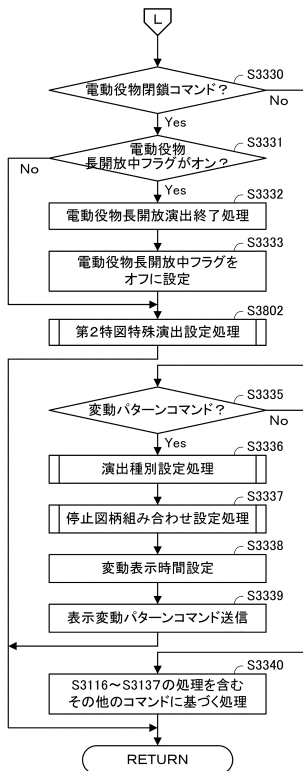 L
S3330
電動役物閉鎖コマンド？
No
Yes
S3331
電動役物
長開放中フラグがオン？
No
Yes
S3332
電動役物長開放演出終了処理
S3333
電動役物長開放中フラグを
オフに設定
S3802
第2特図特殊演出設定処理
S3335
変動パターンコマンド？
No
Yes
S3336
演出種別設定処理
S3337
停止図柄組み合わせ設定処理
S3338
変動表示時間設定
S3339
表示変動パターンコマンド送信
S3340
S3116～S3137の処理を含む
その他のコマンドに基づく処理
RETURN